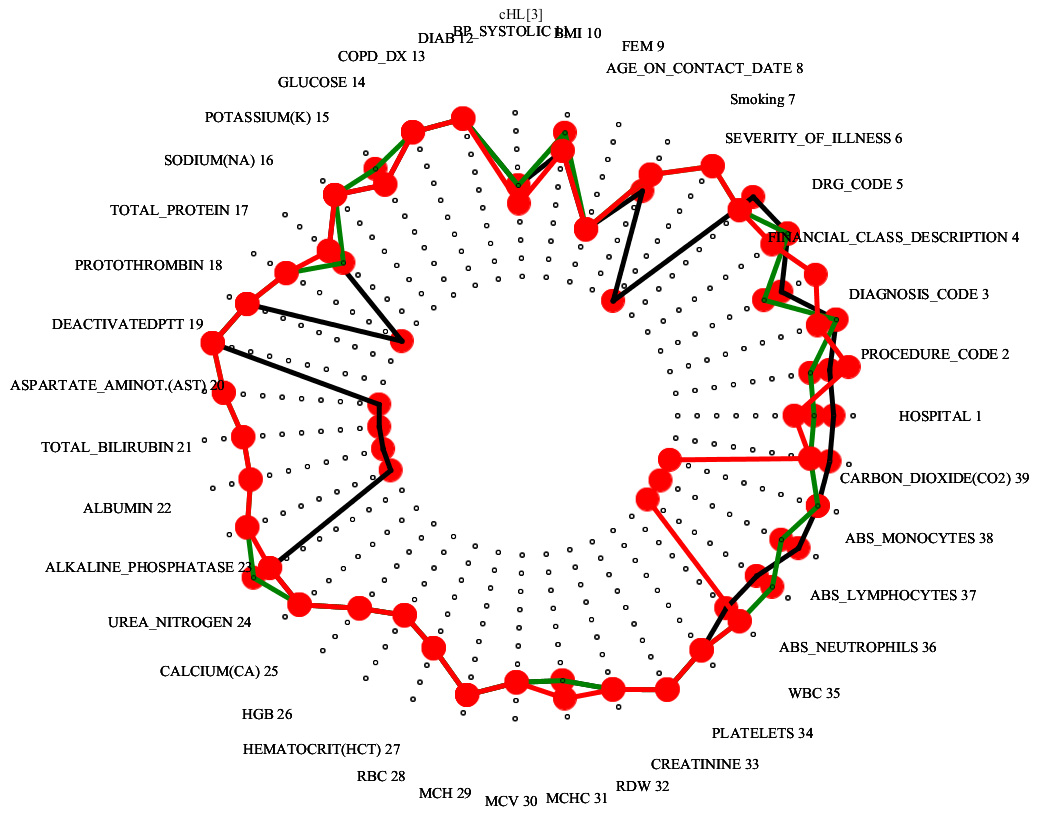 cHL[3]
BP_SYSTOLIC 11
BMI 10
DIAB 12
FEM 9
COPD_DX 13
AGE_ON_CONTACT_DATE 8
GLUCOSE 14
Smoking 7
POTASSIUM(K) 15
SEVERITY_OF_ILLNESS 6
SODIUM(NA) 16
DRG_CODE 5
TOTAL_PROTEIN 17
FINANCIAL_CLASS_DESCRIPTION 4
PROTOTHROMBIN 18
DIAGNOSIS_CODE 3
DEACTIVATEDPTT 19
PROCEDURE_CODE 2
ASPARTATE_AMINOT.(AST) 20
HOSPITAL 1
TOTAL_BILIRUBIN 21
CARBON_DIOXIDE(CO2) 39
ALBUMIN 22
ABS_MONOCYTES 38
ALKALINE_PHOSPHATASE 23
ABS_LYMPHOCYTES 37
UREA_NITROGEN 24
ABS_NEUTROPHILS 36
CALCIUM(CA) 25
WBC 35
HGB 26
PLATELETS 34
HEMATOCRIT(HCT) 27
CREATININE 33
RBC 28
RDW 32
MCH 29
MCHC 31
MCV 30